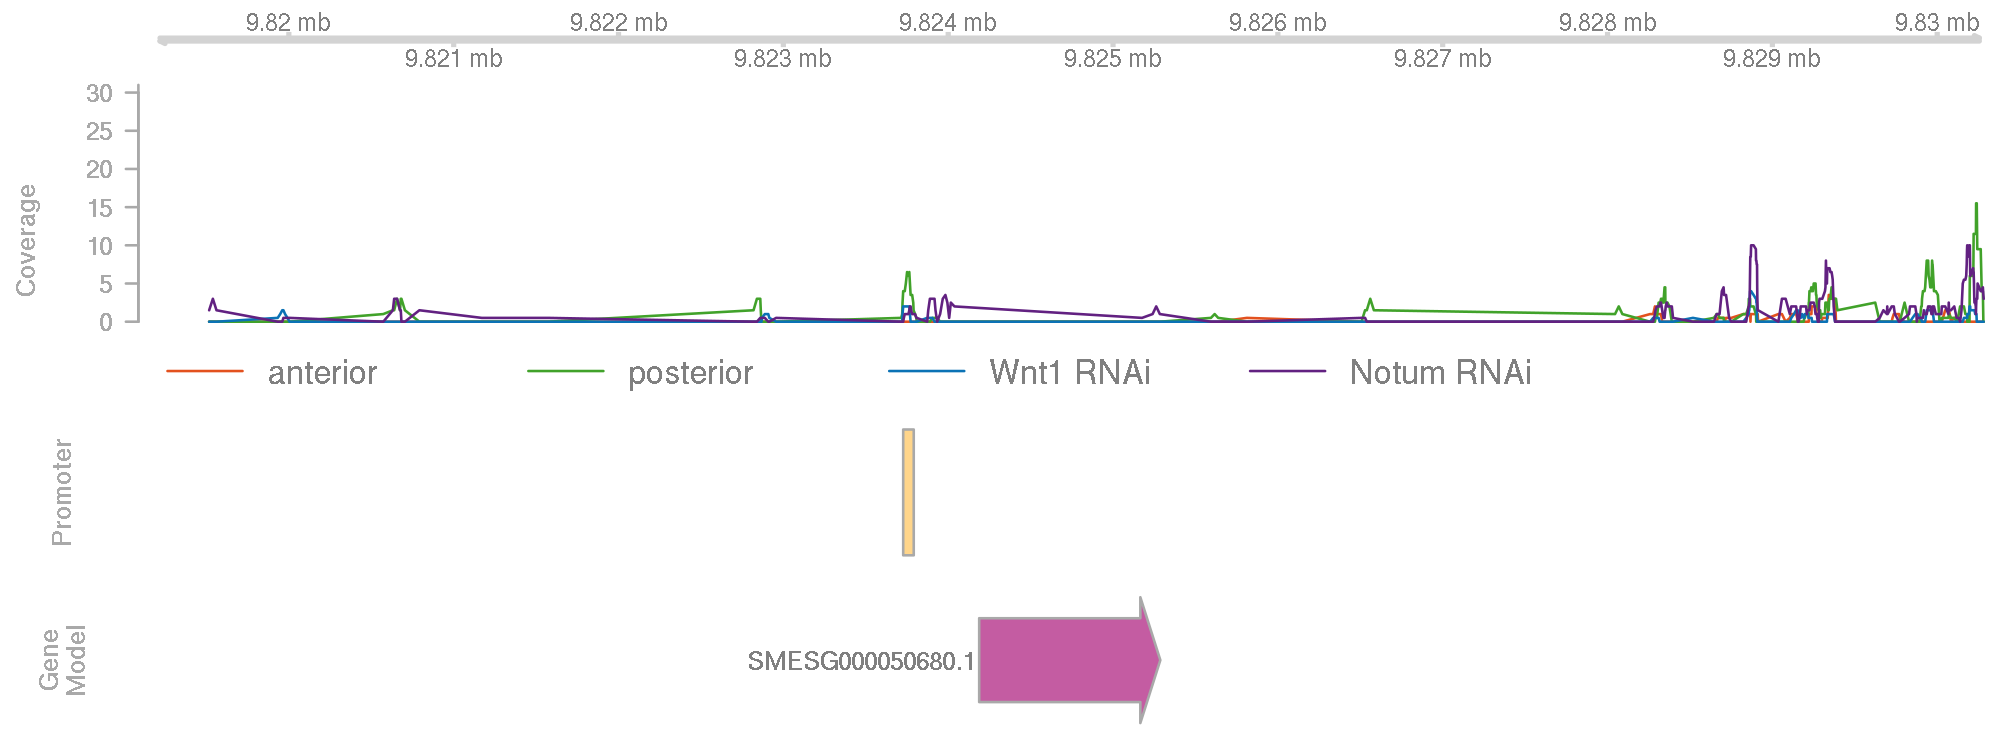 9.82 mb 9.822 mb 9.824 mb 9.826 mb 9.828 mb 9.83 mb
9.821 mb 9.823 mb 9.825 mb 9.827 mb 9.829 mb
Coverage
30
25
20
15
10
5
0
anterior posterior Wnt1 RNAi Notum RNAi
Promoter
Gene
Model
SMESG000050680.1